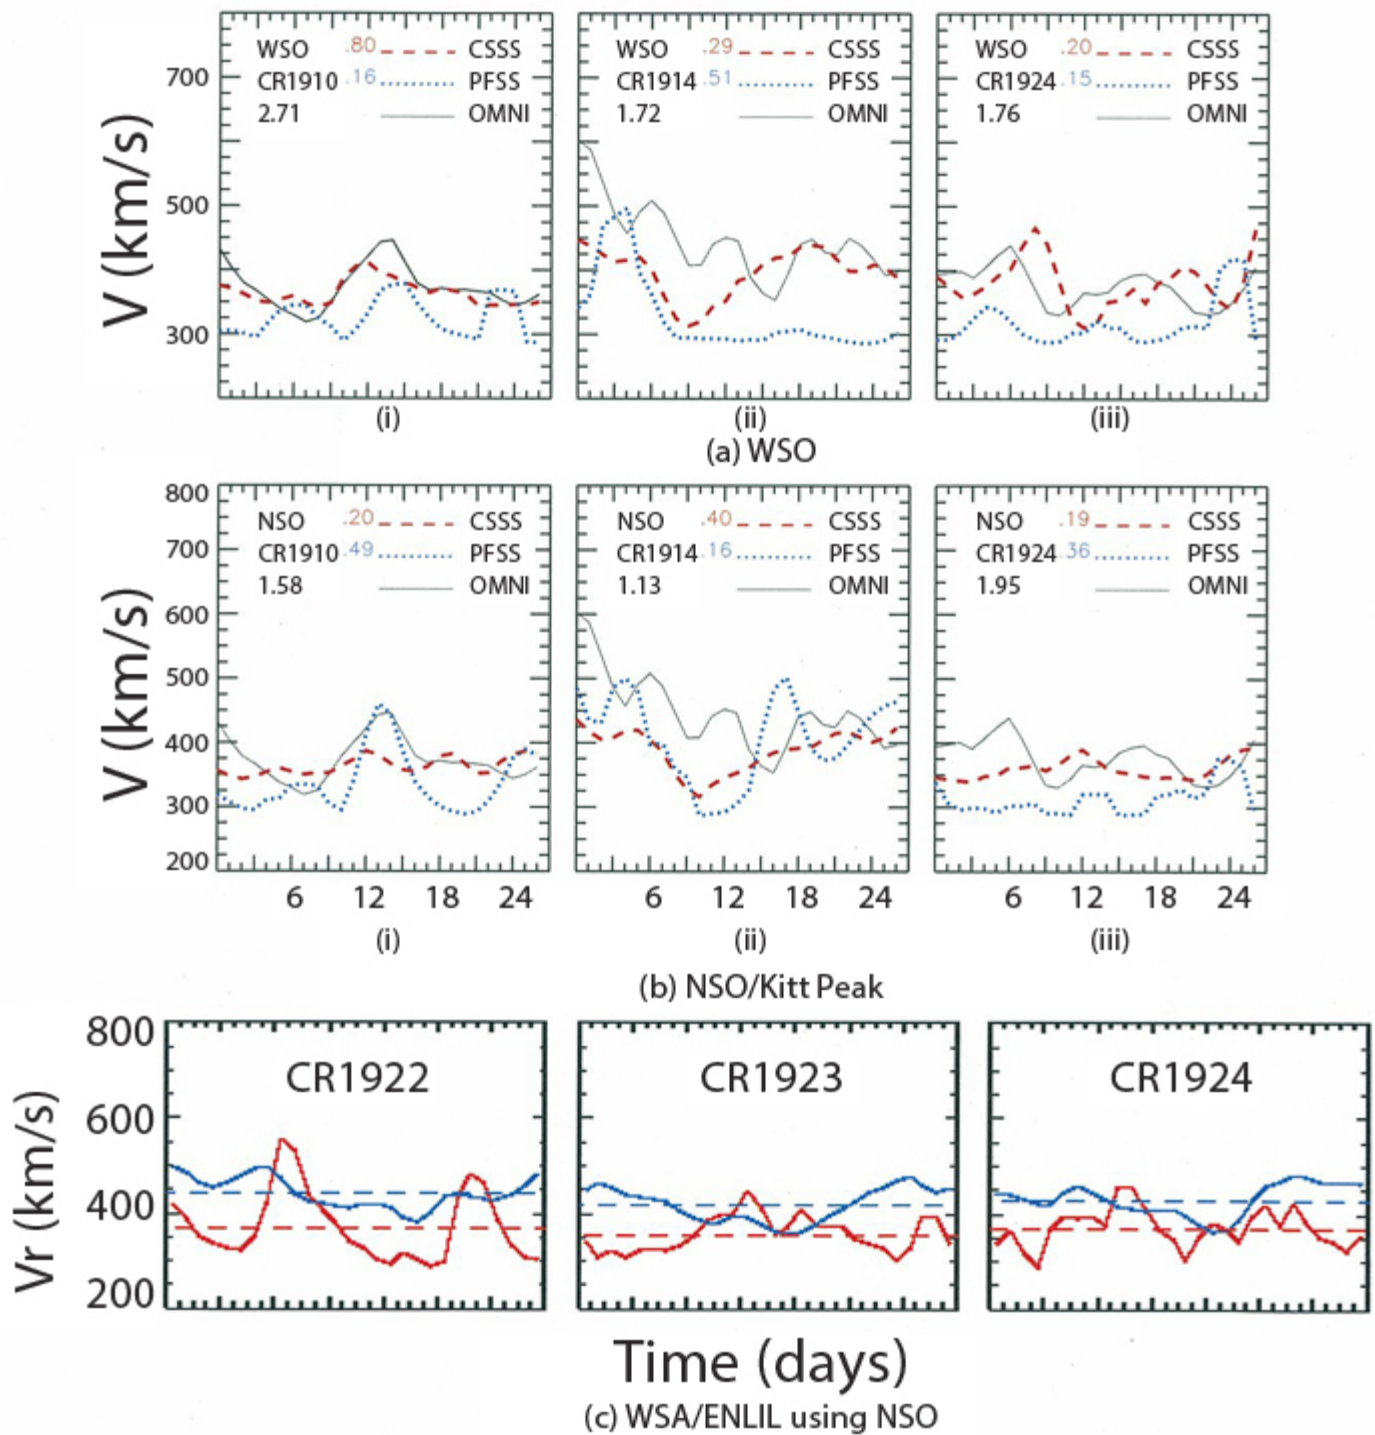 WSO .80 CSSS
CR1910 .16 PFSS
2.71 OMNI
WSO .29 CSSS
CR1914 .51 PFSS
1.72 OMNI
WSO .20 CSSS
CR1924 .15 PFSS
1.76 OMNI
V (km/s)
700
500
300
(i)
(ii)
(iii)
(a) WSO
NSO .20 CSSS
CR1910 .49 PFSS
1.58 OMNI
NSO .40 CSSS
CR1914 .16 PFSS
1.13 OMNI
NSO .19 CSSS
CR1924 .36 PFSS
1.95 OMNI
V (km/s)
800
700
600
500
400
300
200
6 12 18 24
6 12 18 24
6 12 18 24
(i)
(ii)
(iii)
(b) NSO/Kitt Peak
Vr (km/s)
800
600
400
200
CR1922
CR1923
CR1924
Time (days)
(c) WSA/ENLIL using NSO